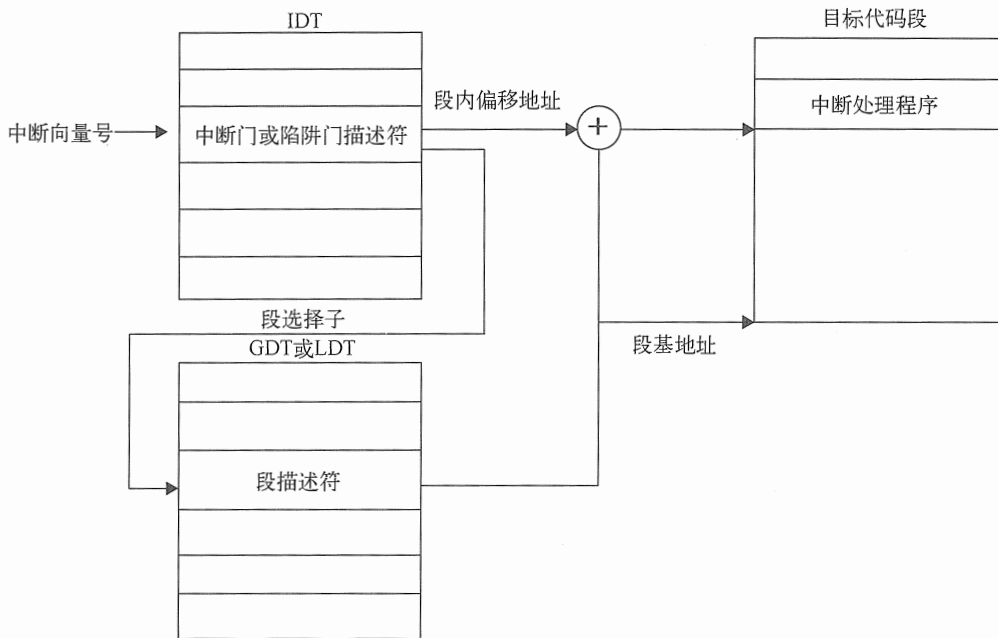 IDT
目标代码段
段内偏移地址
中断处理程序
中断向量号
中断门或陷阱门描述符
+
段选择子
GDT或LDT
段基地址
段描述符